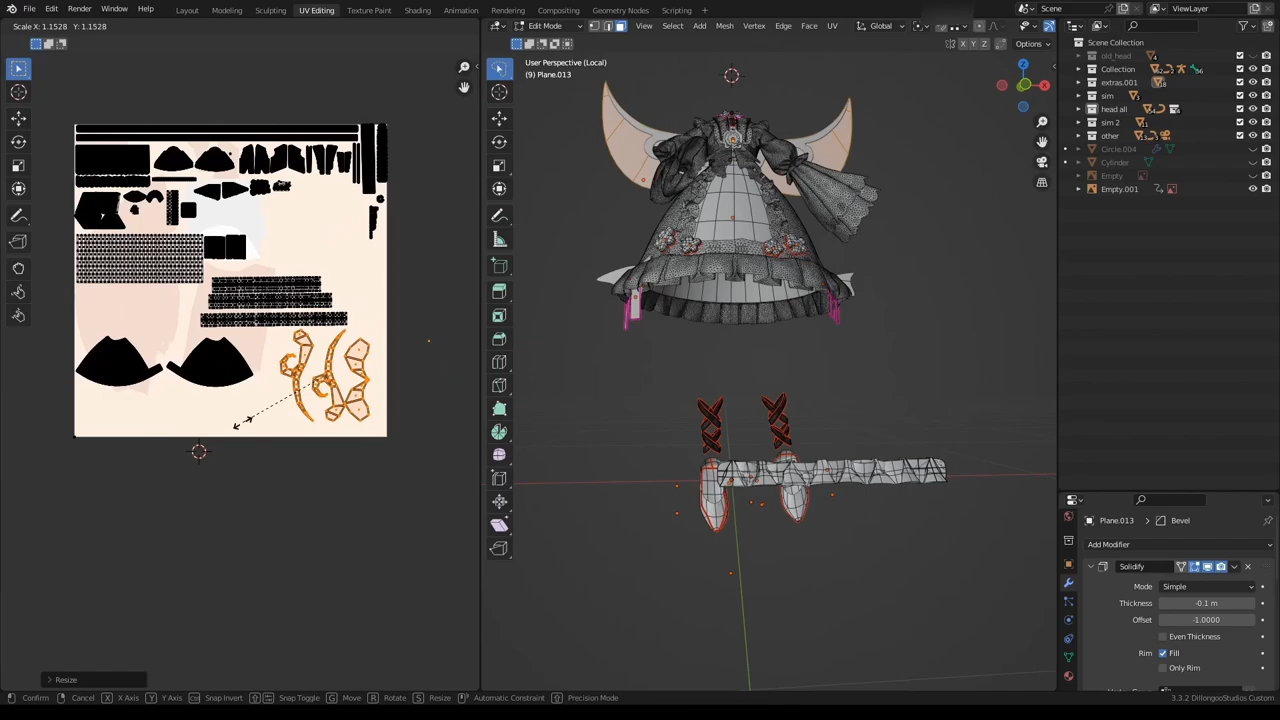 File Edit Render Window Help Layout Modeling Sculpting UV Editing Texture Paint Shading Animation Rendering Compositing Geometry Nodes Scripting + Scene ViewLayer
Scale X: 1.1528 Y: 1.1528
Edit Mode View Select Add Mesh Vertex Edge Face UV Global
X Y Z Options
User Perspective (Local)
(9) Plane.013
Scene Collection
old_head
Collection
extras.001
sim
head all
sim 2
other
Circle.004
Cylinder
Empty
Empty.001
Plane.013 Bevel
Add Modifier
Solidify
Mode Simple
Thickness -0.1 m
Offset -1.0000
Even Thickness
Rim Fill
Only Rim
Resize
Confirm Cancel X X Axis Y Y Axis Snap Invert Snap Toggle G Move R Rotate S Resize Automatic Constraint Precision Mode
3.3.2 DillongooStudios Custom